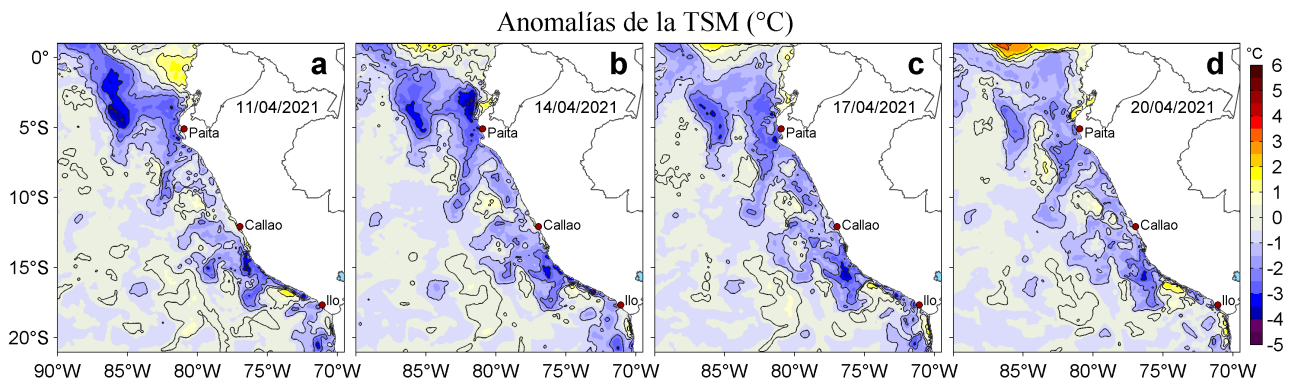 Anomalías de la TSM (°C)
a
b
c
d
11/04/2021
14/04/2021
17/04/2021
20/04/2021
Paita
Callao
Ilo
Paita
Callao
Ilo
Paita
Callao
Ilo
Paita
Callao
Ilo
0°
5°S
10°S
15°S
20°S
90°W 85°W 80°W 75°W 70°W 85°W 80°W 75°W 70°W 85°W 80°W 75°W 70°W 85°W 80°W 75°W 70°W
°C
6
5
4
3
2
1
0
-1
-2
-3
-4
-5